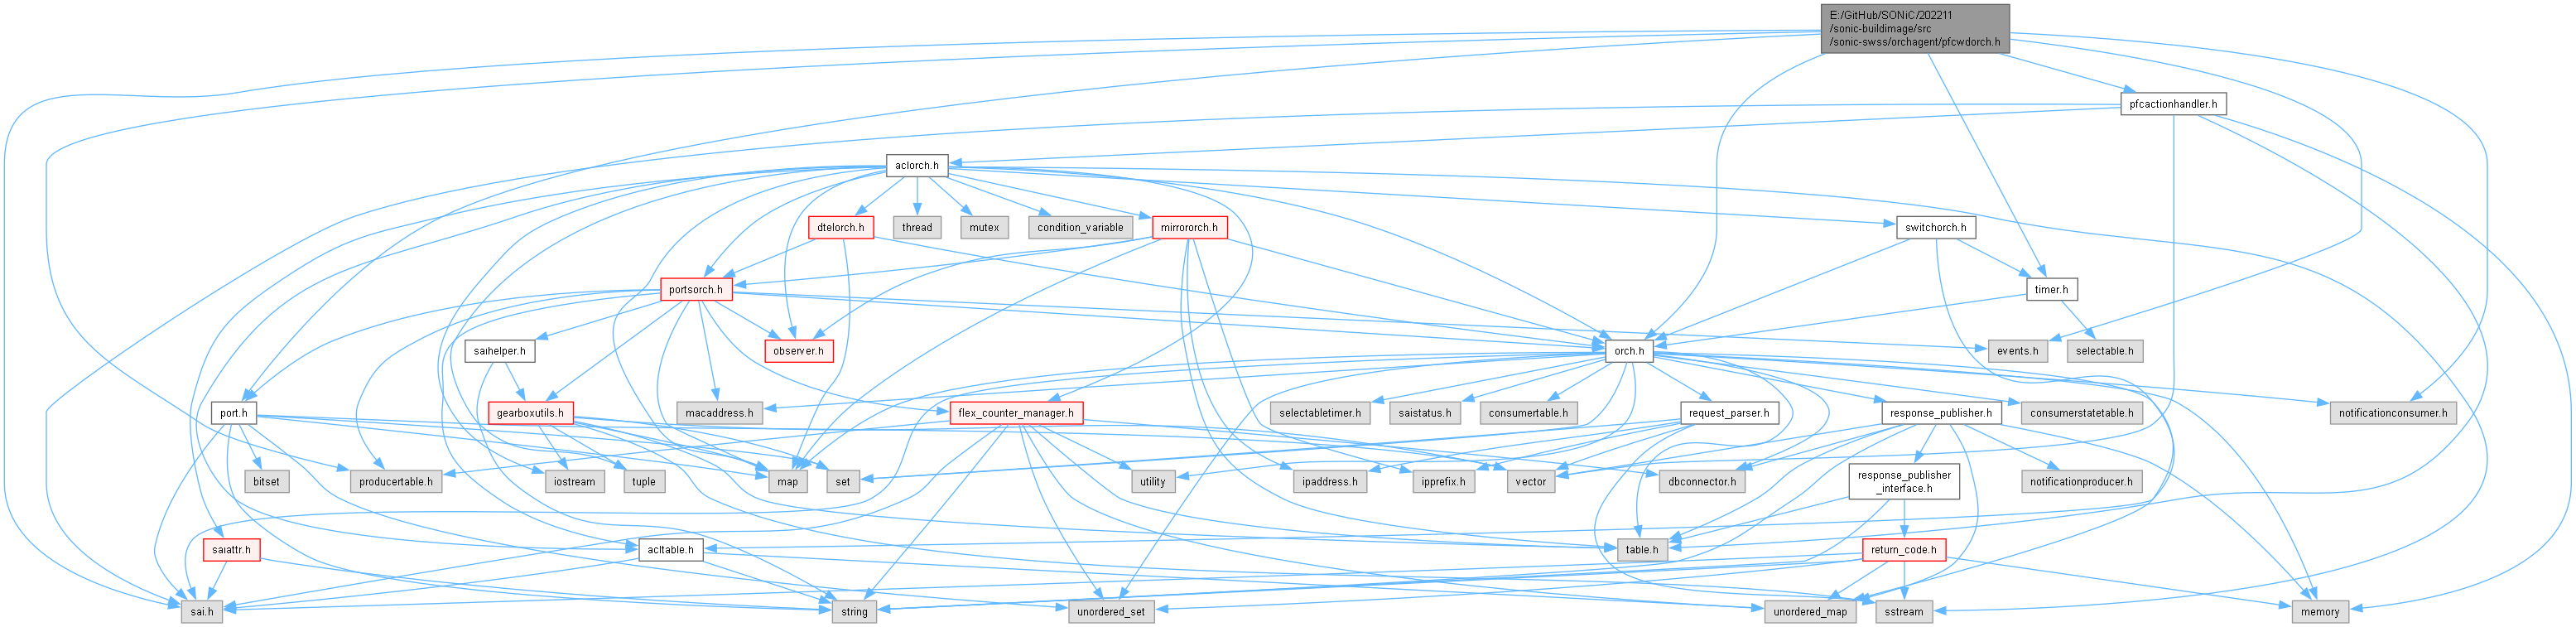 E:/GitHub/SONiC/202211
/sonic-buildimage/src
/sonic-swss/orchagent/pfcwdorch.h
pfcactionhandler.h
aclorch.h
dtelorch.h
thread
mutex
condition_variable
mirrororch.h
switchorch.h
portsorch.h
timer.h
saihelper.h
observer.h
orch.h
events.h
selectable.h
port.h
gearboxutils.h
macaddress.h
flex_counter_manager.h
selectabletimer.h
saistatus.h
consumertable.h
request_parser.h
response_publisher.h
consumerstatetable.h
notificationconsumer.h
bitset
producertable.h
iostream
tuple
map
set
utility
ipaddress.h
ipprefix.h
vector
dbconnector.h
response_publisher
_interface.h
notificationproducer.h
saiattr.h
acltable.h
table.h
return_code.h
sai.h
string
unordered_set
unordered_map
sstream
memory